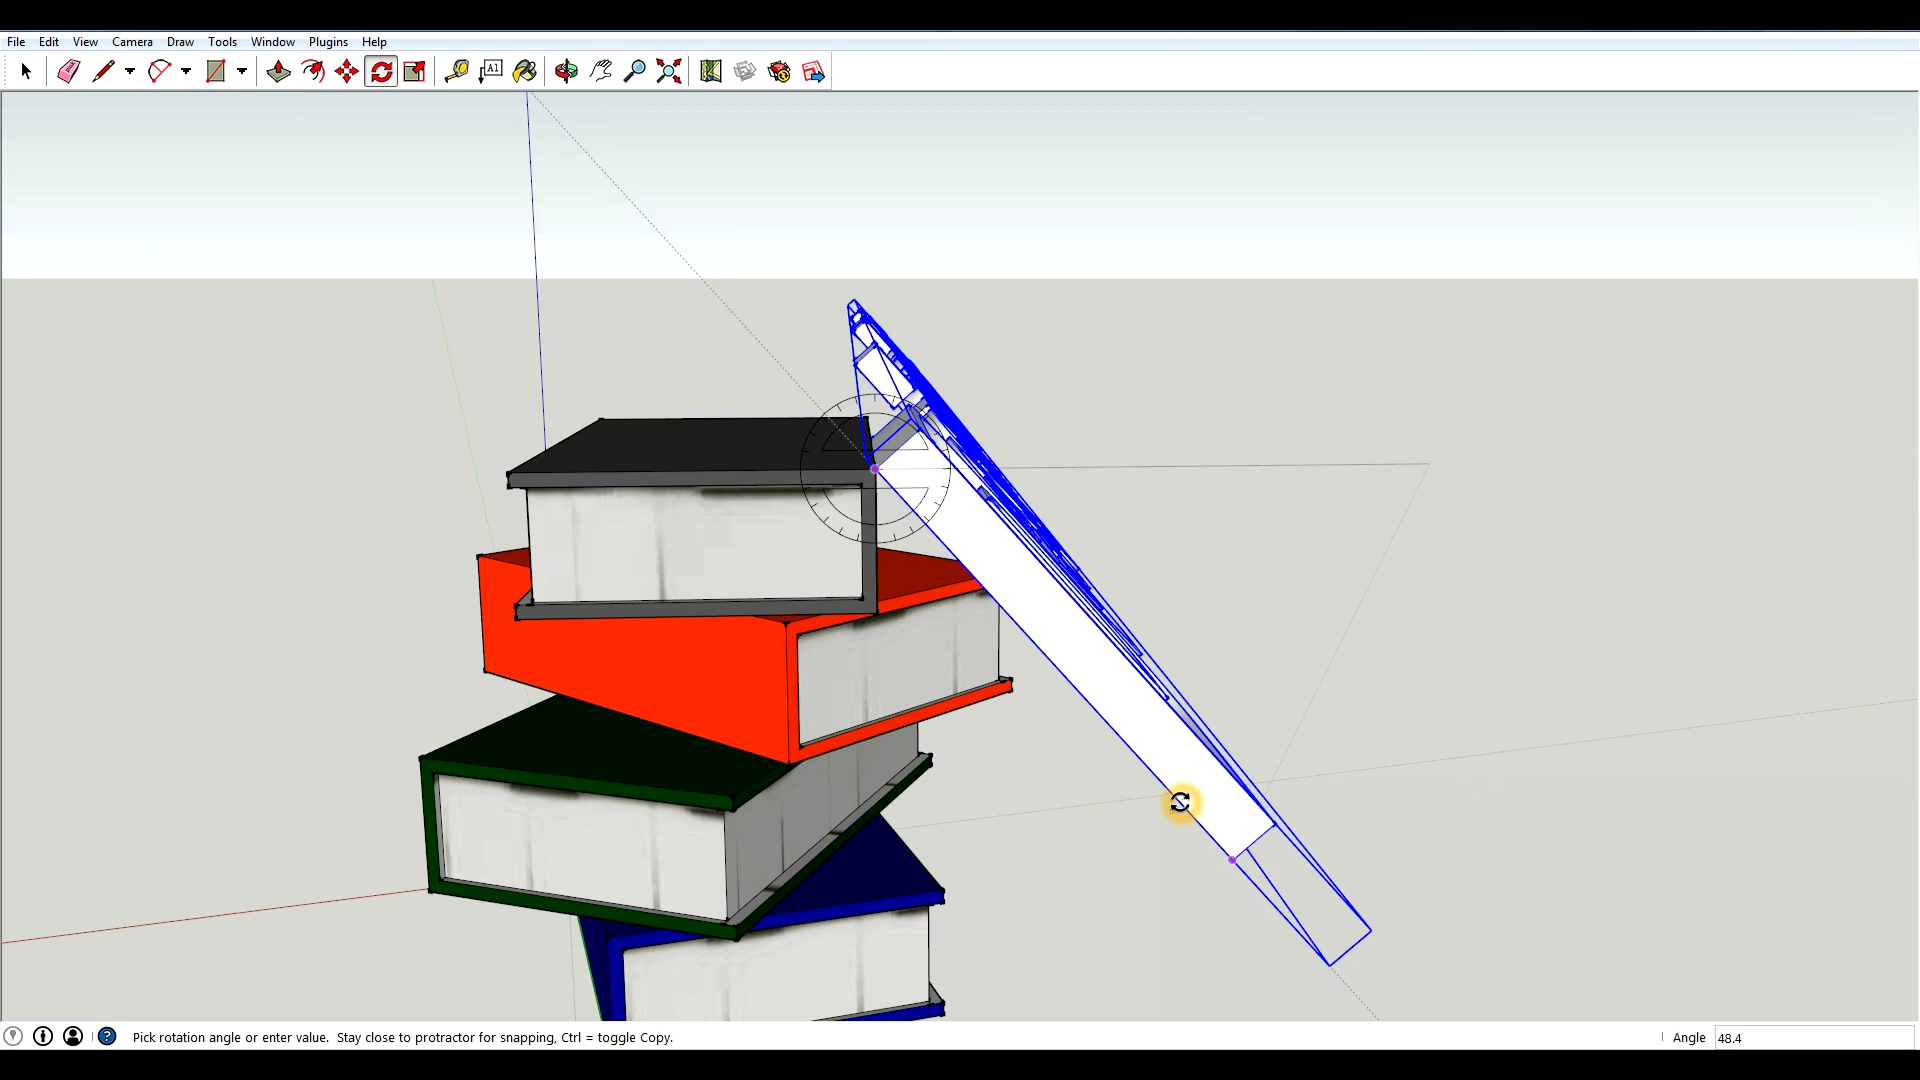 File Edit View Camera Draw Tools Window Plugins Help
A1
Pick rotation angle or enter value. Stay close to protractor for snapping, Ctrl = toggle Copy.
Angle 48.4